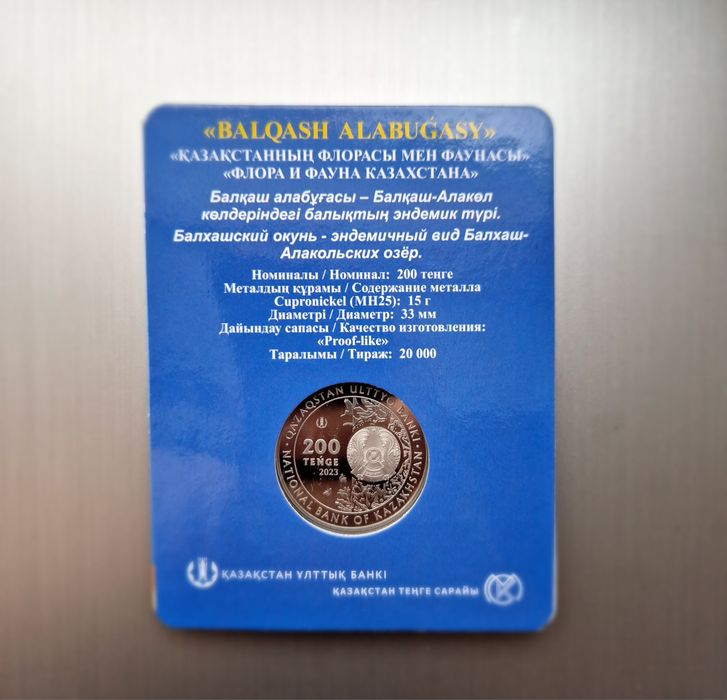 «BALQASH ALABUǴASY»
«ҚАЗАҚСТАННЫҢ ФЛОРАСЫ МЕН ФАУНАСЫ»
«ФЛОРА И ФАУНА КАЗАХСТАНА»
Балқаш алабұғасы – Балқаш-Алакөл
көлдеріндегі балықтың эндемик түрі.
Балхашский окунь - эндемичный вид Балхаш-
Алакольских озёр.
Номиналы / Номинал: 200 теңге
Металдың құрамы / Содержание металла
Cupronickel (МН25): 15 г
Диаметрі / Диаметр: 33 мм
Дайындау сапасы / Качество изготовления:
«Proof-like»
Таралымы / Тираж: 20 000
QAZAQSTAN ULTTYQ BANKI
200
TEŃGE
2023
NATIONAL BANK OF KAZAKHSTAN
ҚАЗАҚСТАН ҰЛТТЫҚ БАНКІ
ҚАЗАҚСТАН ТЕҢГЕ САРАЙЫ